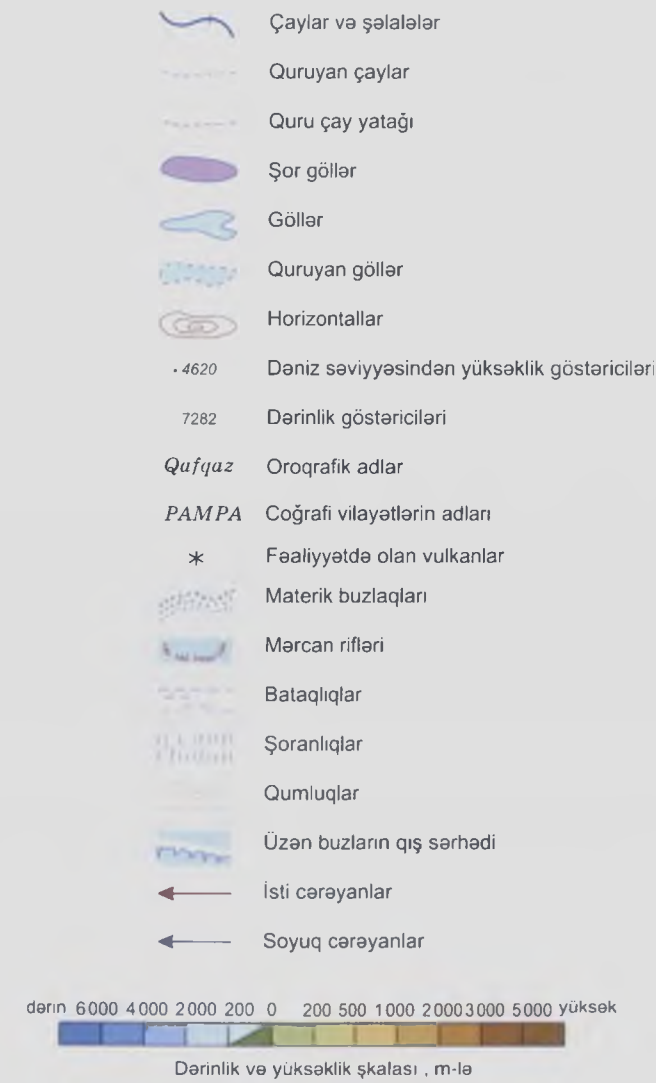 Çaylar və şəlalələr
Quruyan çaylar
Quru çay yatağı
Şor göllər
Göllər
Quruyan göllər
Horizontallar
· 4620 Dəniz səviyyəsindən yüksəklik göstəriciləri
7282 Dərinlik göstəriciləri
Qafqaz Oroqrafik adlar
PAMPA Coğrafi vilayətlərin adları
Fəaliyyətdə olan vulkanlar
Materik buzlaqları
Mərcan rifləri
Bataqlıqlar
Şoranlıqlar
Qumluqlar
Üzən buzların qış sərhədi
İsti cərəyanlar
Soyuq cərəyanlar
dərin 6000 4000 2000 200 0 200 500 1000 2000 3000 5000 yüksək
Dərinlik və yüksəklik şkalası , m-lə